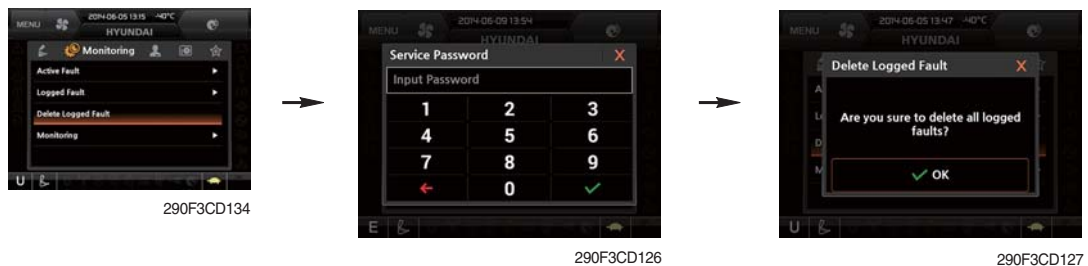 MENU
2014-06-05 13:15 -40°C
HYUNDAI
Monitoring
Active Fault
Logged Fault
Delete Logged Fault
Monitoring
U
290F3CD134
MENU
2014-06-09 13:54
HYUNDAI
Service Password X
Input Password
1 2 3
4 5 6
7 8 9
0
E
290F3CD126
MENU
2014-06-05 13:47 -40°C
HYUNDAI
Delete Logged Fault X
A
L
D
M
Are you sure to delete all logged
faults?
OK
U
290F3CD127